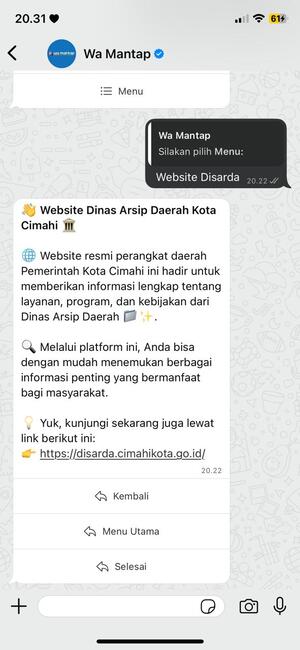 20.31
61
Wa Mantap
Menu
Wa Mantap
Silakan pilih Menu:
Website Disarda
20.22
👋 Website Dinas Arsip Daerah Kota
Cimahi 🏛️
🌐 Website resmi perangkat daerah
Pemerintah Kota Cimahi ini hadir untuk
memberikan informasi lengkap tentang
layanan, program, dan kebijakan dari
Dinas Arsip Daerah 📁 ✨.
🔍 Melalui platform ini, Anda bisa
dengan mudah menemukan berbagai
informasi penting yang bermanfaat
bagi masyarakat.
💡 Yuk, kunjungi sekarang juga lewat
link berikut ini:
👉 https://disarda.cimahikota.go.id/
20.22
Kembali
Menu Utama
Selesai